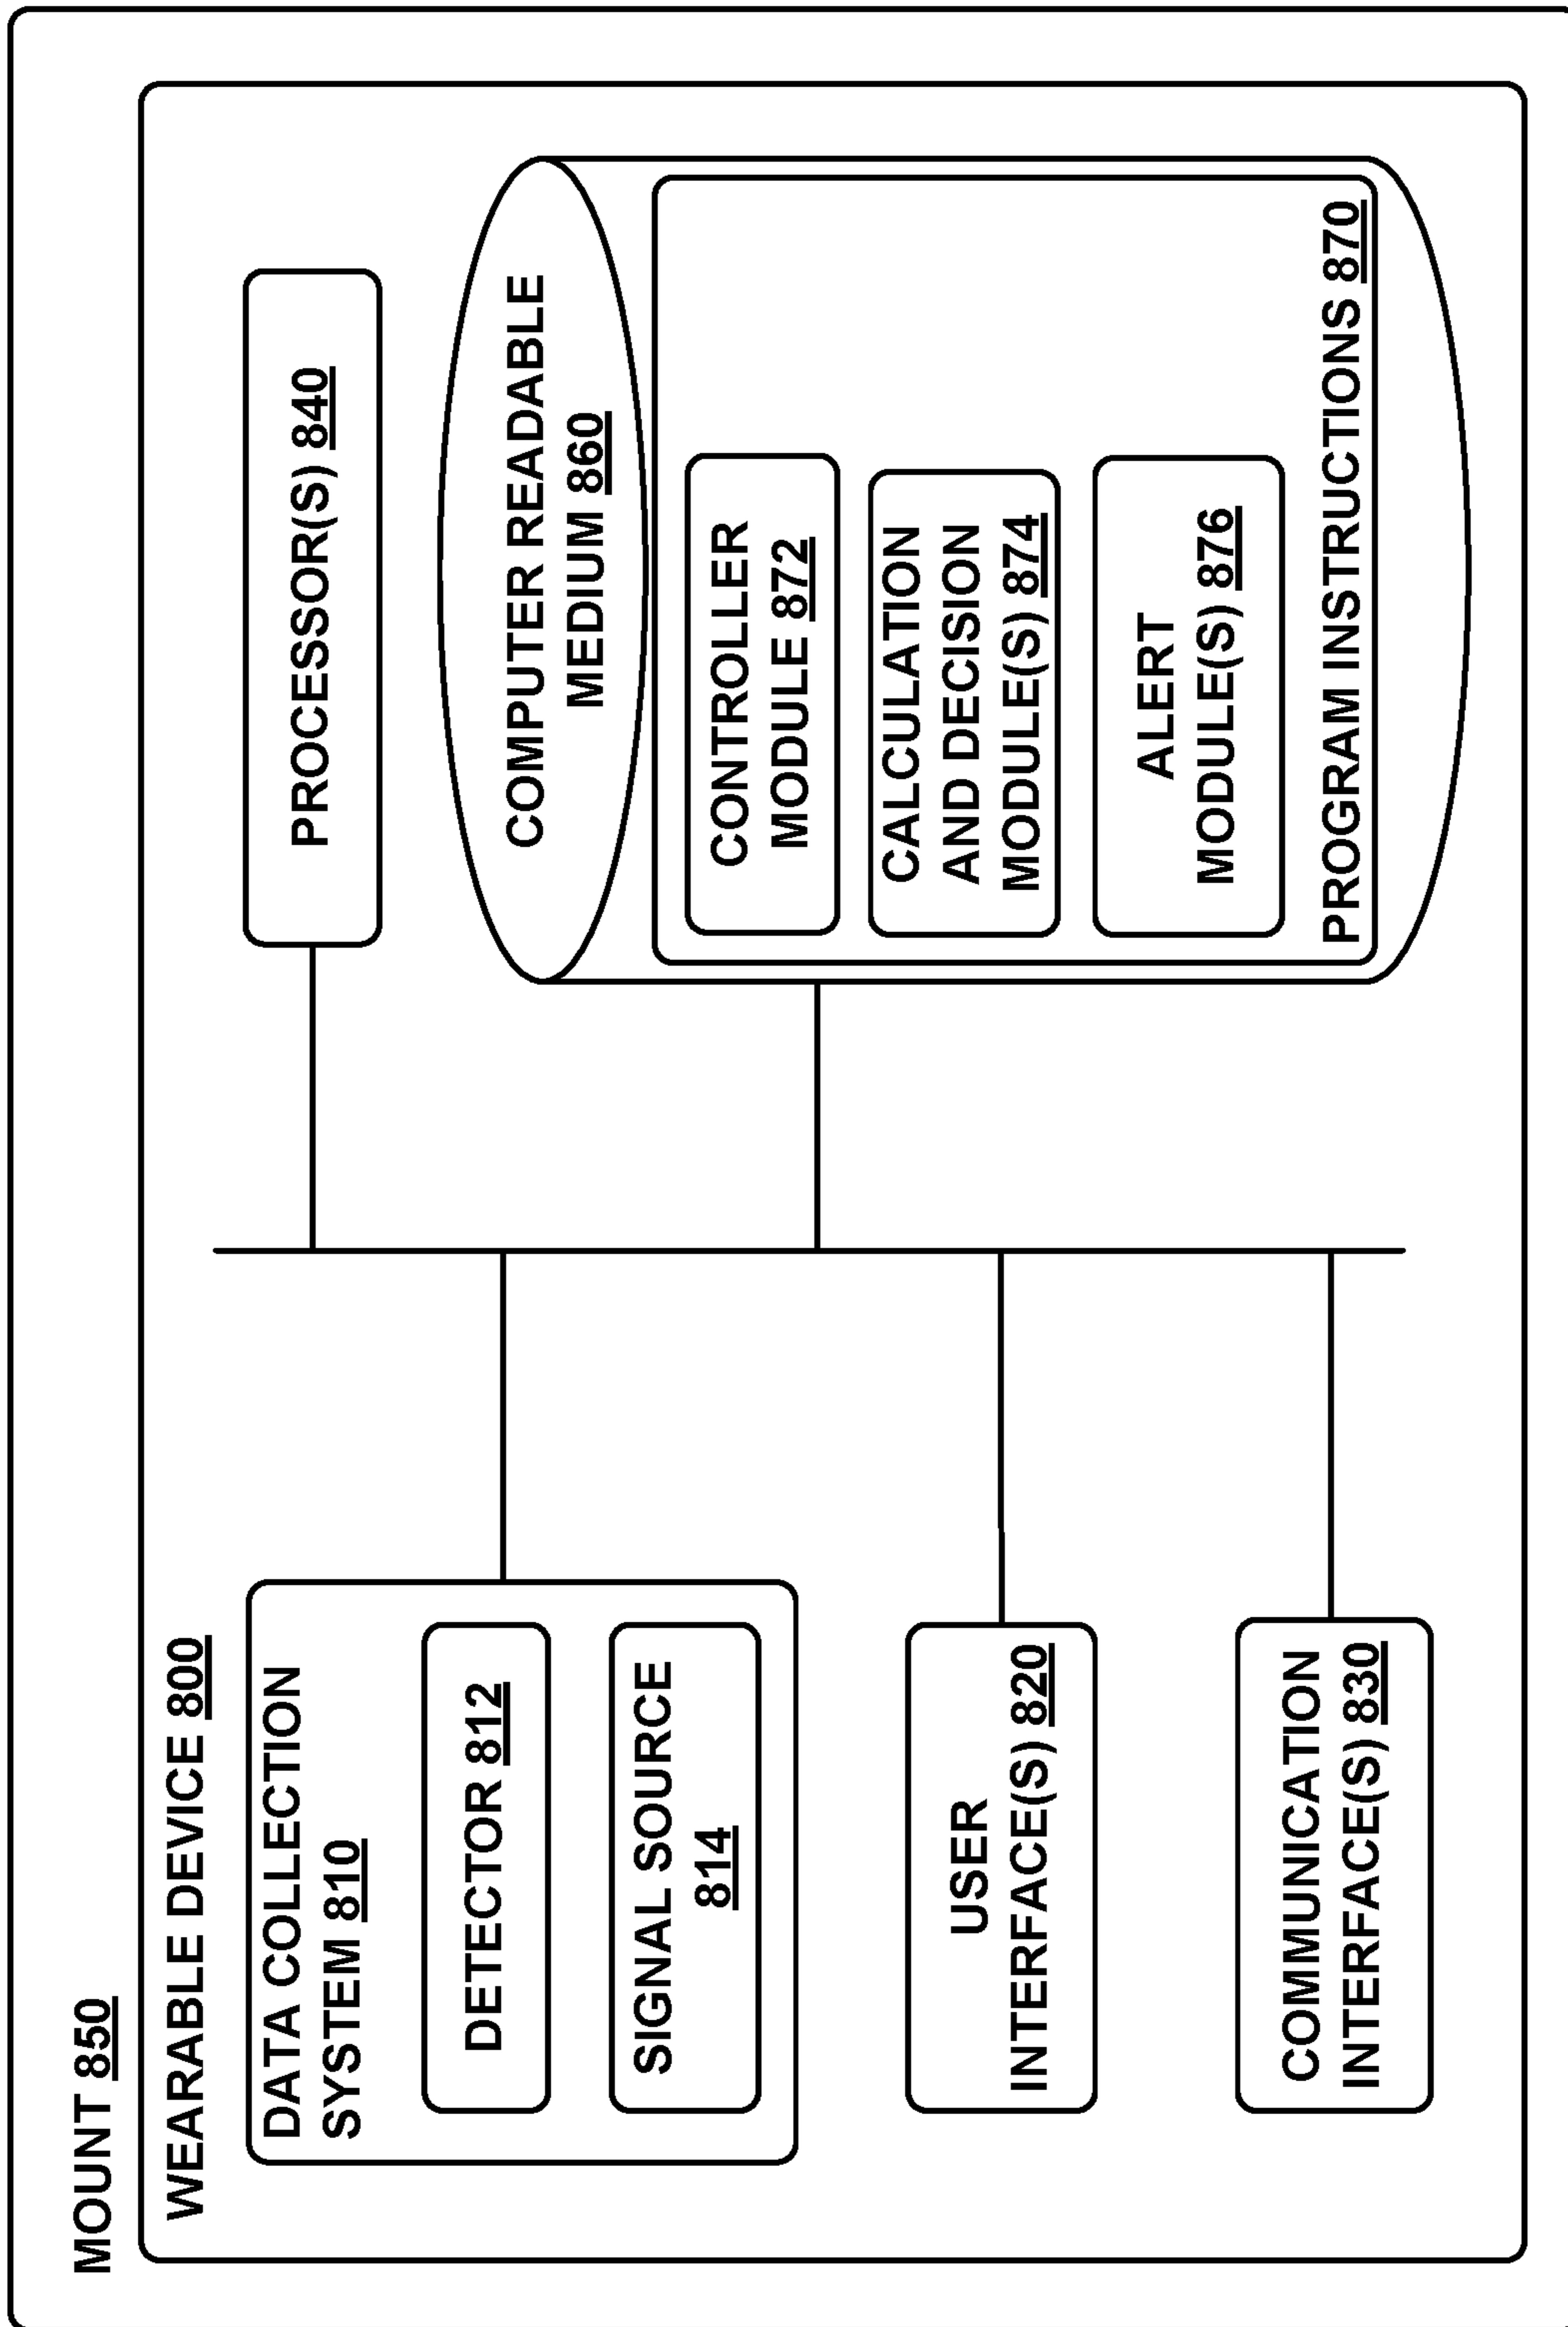 MOUNT 850
WEARABLE DEVICE 800
DATA COLLECTION
SYSTEM 810
DETECTOR 812
SIGNAL SOURCE
814
USER
INTERFACE(S) 820
COMMUNICATION
INTERFACE(S) 830
PROCESSOR(S) 840
COMPUTER READABLE
MEDIUM 860
CONTROLLER
MODULE 872
CALCULATION
AND DECISION
MODULE(S) 874
ALERT
MODULE(S) 876
PROGRAM INSTRUCTIONS 870